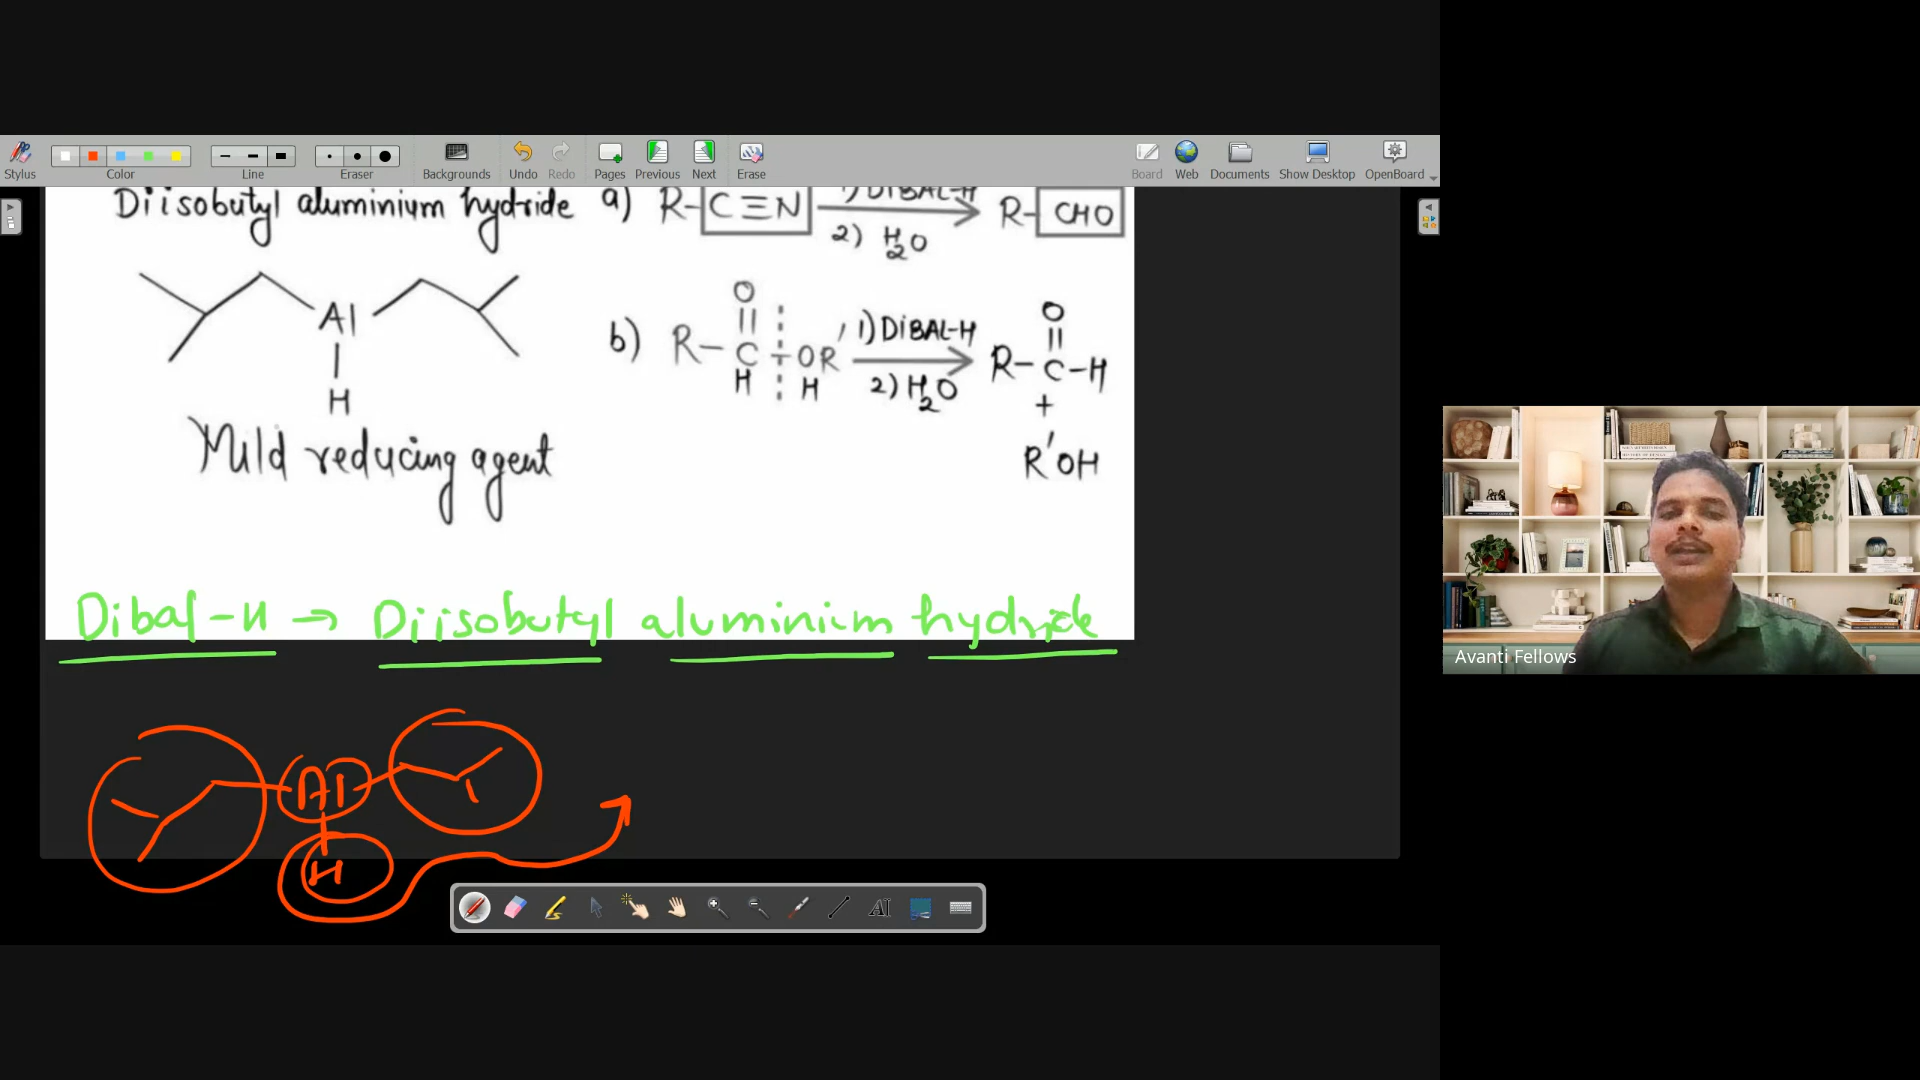 Stylus Color Line Eraser Backgrounds Undo Redo Pages Previous Next Erase Board Web Documents Show Desktop OpenBoard
Diisobutyl aluminium hydride
a) R-C≡N 1) DIBAL-H 2) H2O R-CHO
Al
H
Mild reducing agent
b) R-C-OR' 1) DIBAL-H 2) H2O R-C-H
O
H H
O
+
R'OH
Dibal-H → Diisobutyl aluminium hydride
Al
H
AI
Avanti Fellows